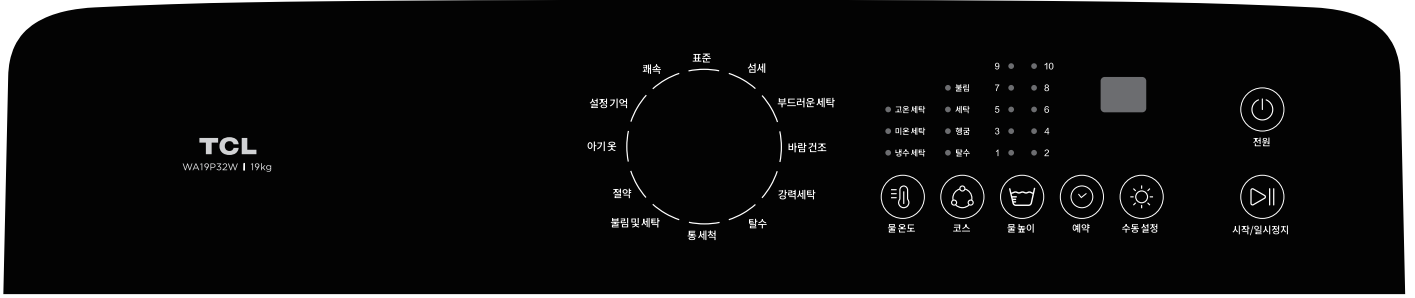 TCL
WA19P32W | 19kg
표준
섬세
부드러운 세탁
바람 건조
강력세탁
탈수
통세척
불림 및 세탁
절약
아기 옷
설정 기억
쾌속
9 10
불림 7 8
고온 세탁 세탁 5 6
미온 세탁 헹굼 3 4
냉수 세탁 탈수 1 2
물 온도
코스
물 높이
예약
수동 설정
전원
시작/일시정지